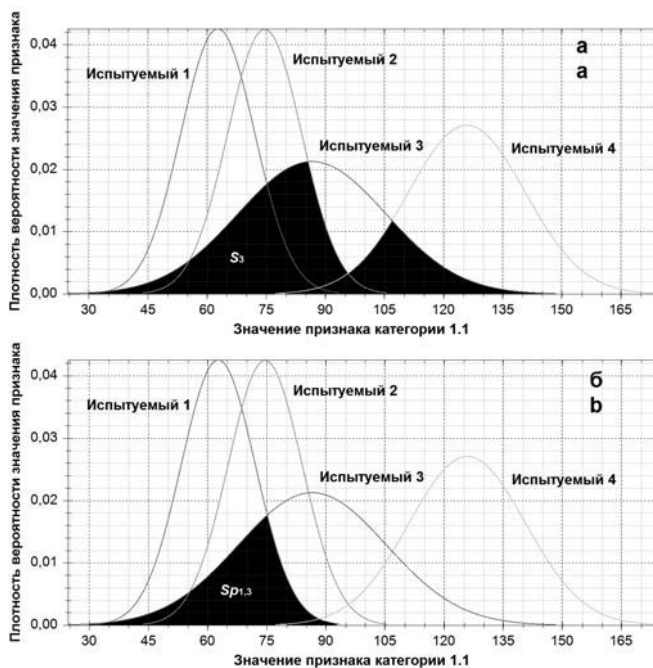 Плотность вероятности значения признака
0,04
0,03
0,02
0,01
0,00
Испытуемый 1
Испытуемый 2
Испытуемый 3
Испытуемый 4
а
a
S3
30 45 60 75 90 105 120 135 150 165
Значение признака категории 1.1
Плотность вероятности значения признака
0,04
0,03
0,02
0,01
0,00
Испытуемый 1
Испытуемый 2
Испытуемый 3
Испытуемый 4
б
b
Sp1,3
30 45 60 75 90 105 120 135 150 165
Значение признака категории 1.1